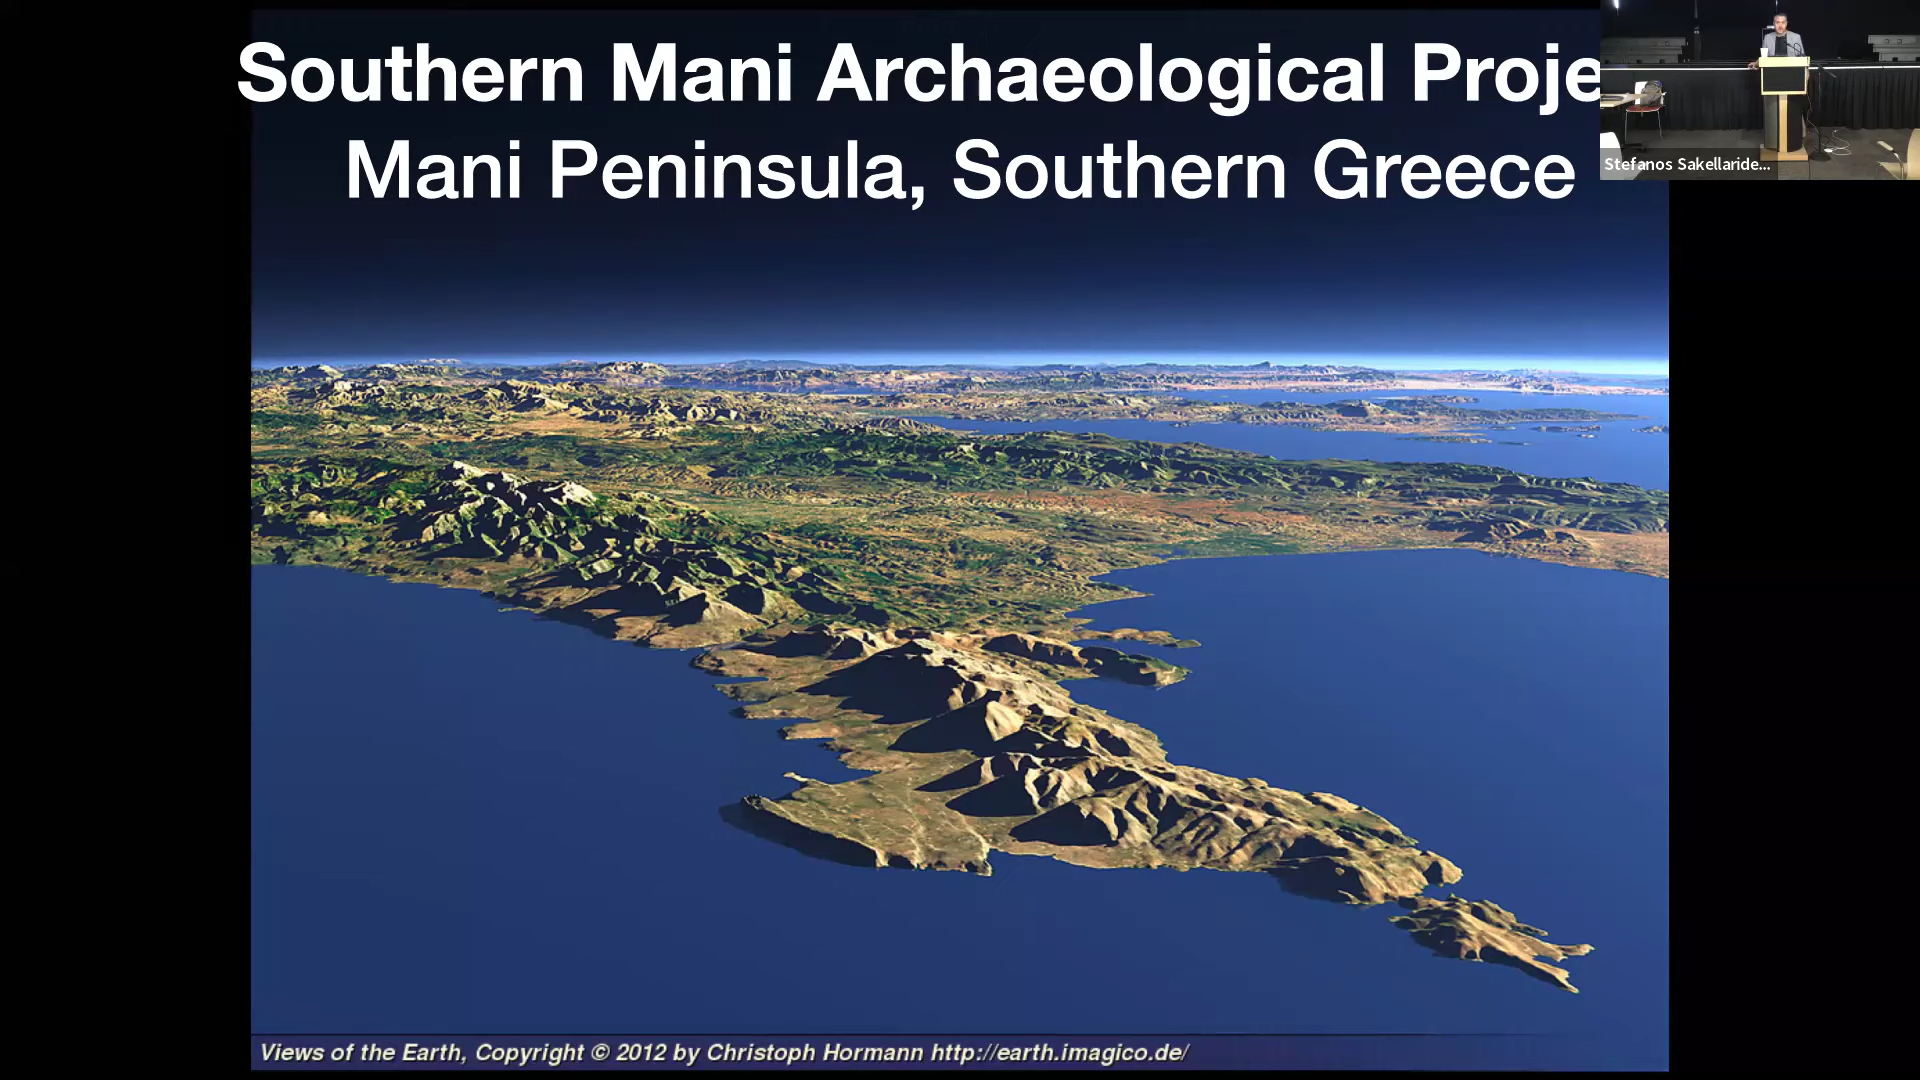 Southern Mani Archaeological Proje
Mani Peninsula, Southern Greece
Stefanos Sakellaride...
Views of the Earth, Copyright © 2012 by Christoph Hormann http://earth.imagico.de/